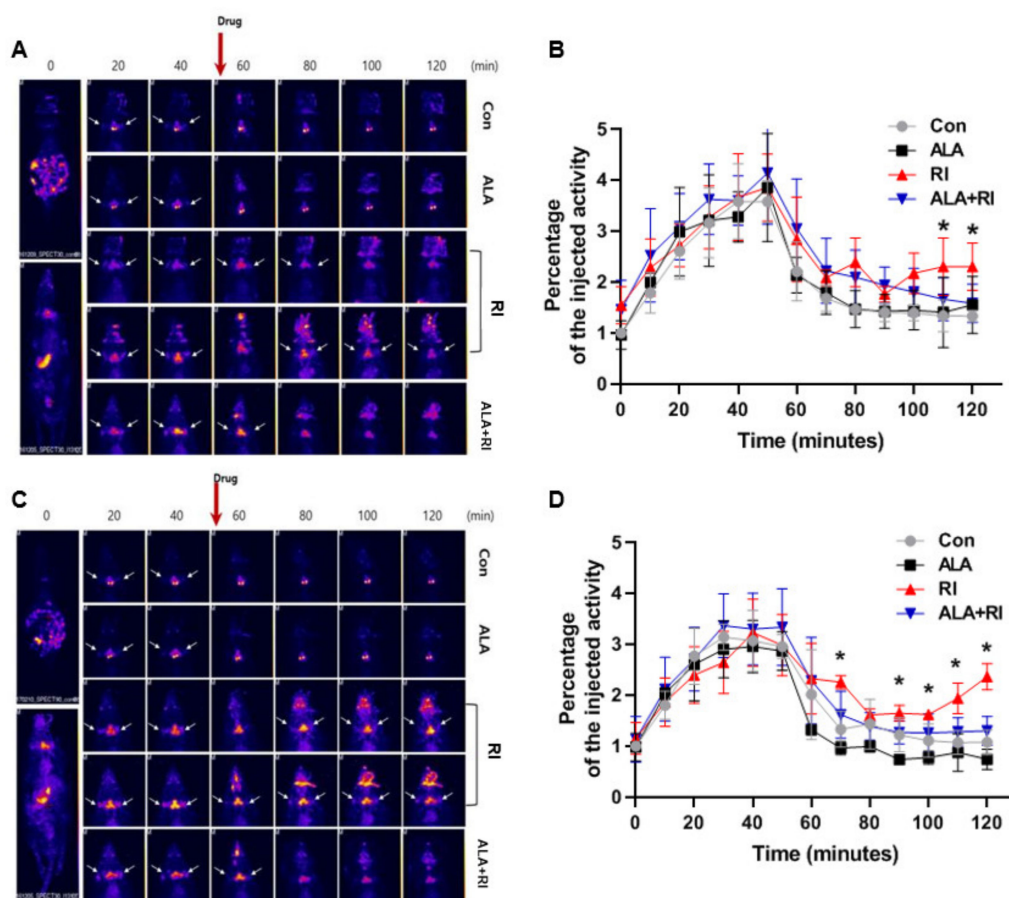 Drug
A
0 20 40 60 80 100 120 (min)
Con
ALA
RI
ALA+RI
B
Con
ALA
RI
ALA+RI
* *
Percentage
of the injected activity
5
4
3
2
1
0
0 20 40 60 80 100 120
Time (minutes)
Drug
C
0 20 40 60 80 100 120 (min)
Con
ALA
RI
ALA+RI
D
Con
ALA
RI
ALA+RI
* * * * *
Percentage
of the injected activity
5
4
3
2
1
0
0 20 40 60 80 100 120
Time (minutes)